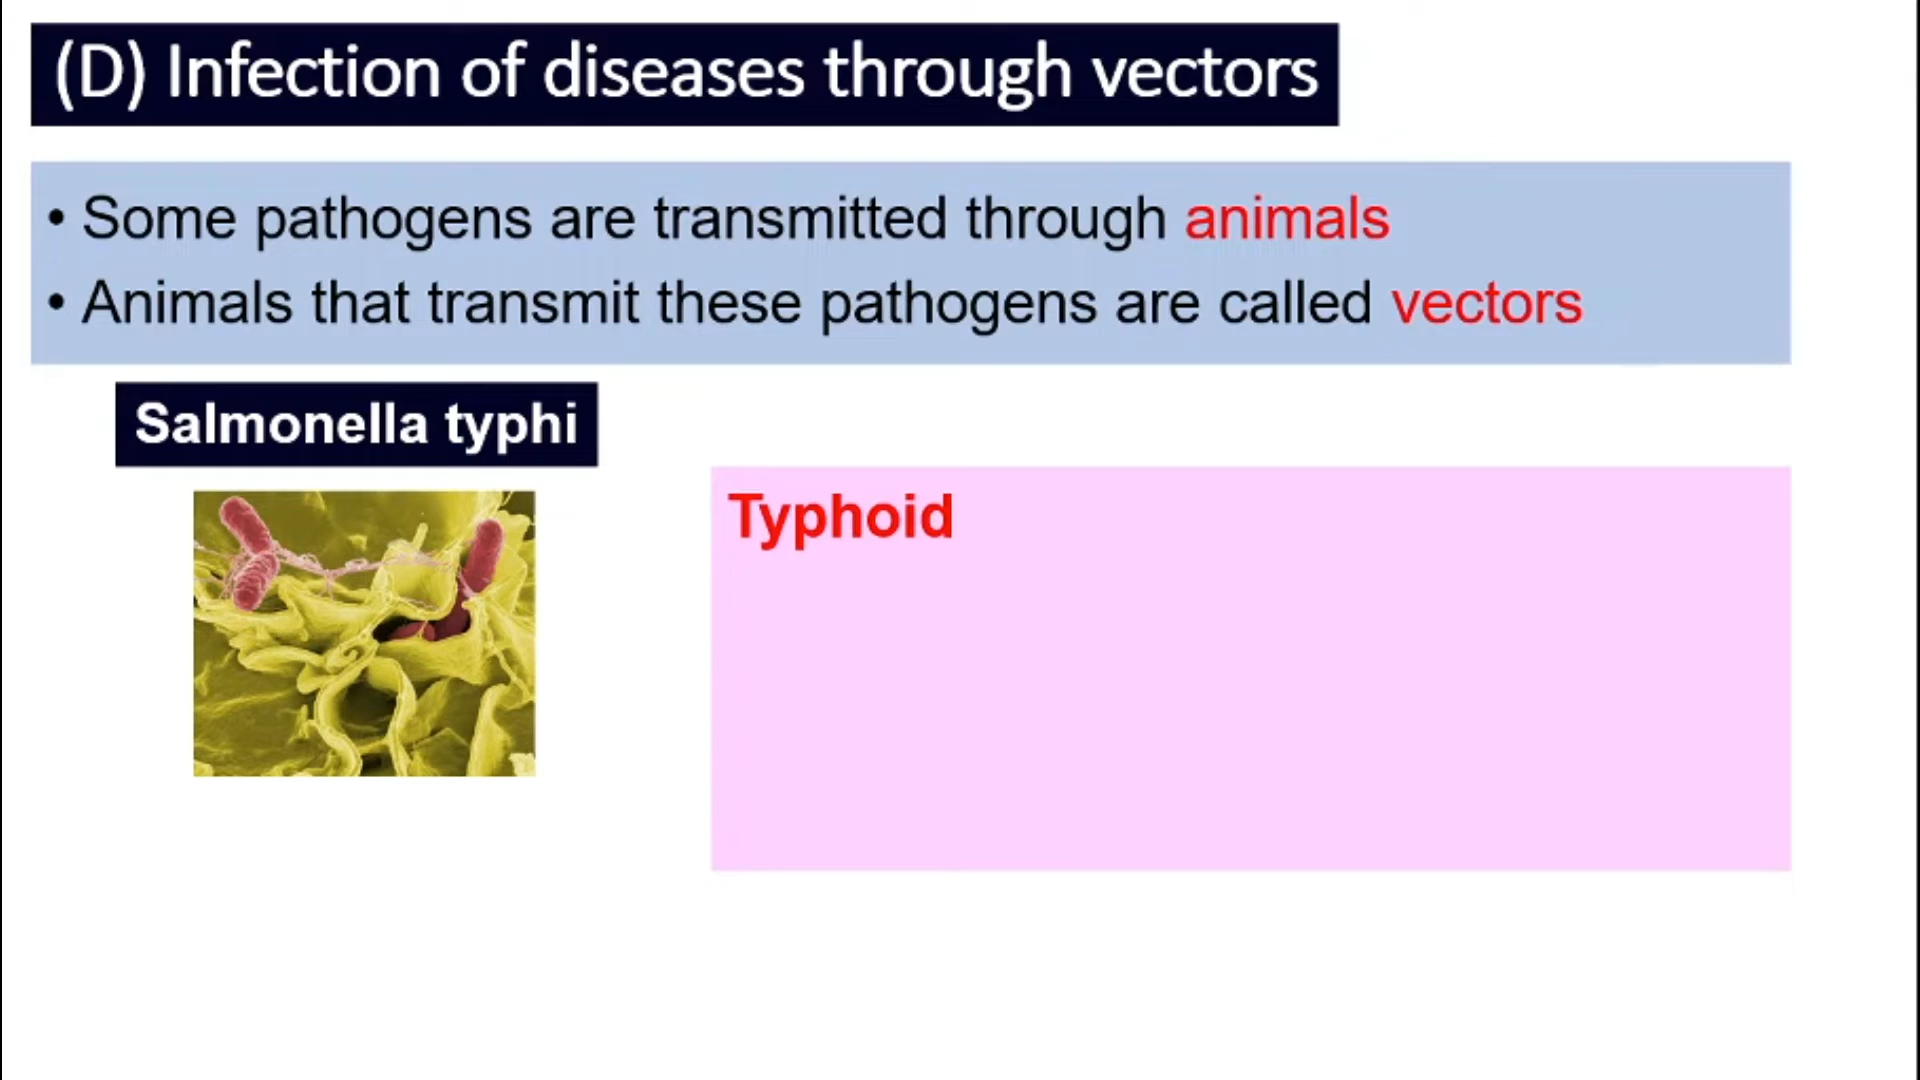 (D) Infection of diseases through vectors
• Some pathogens are transmitted through animals
• Animals that transmit these pathogens are called vectors
Salmonella typhi
Typhoid